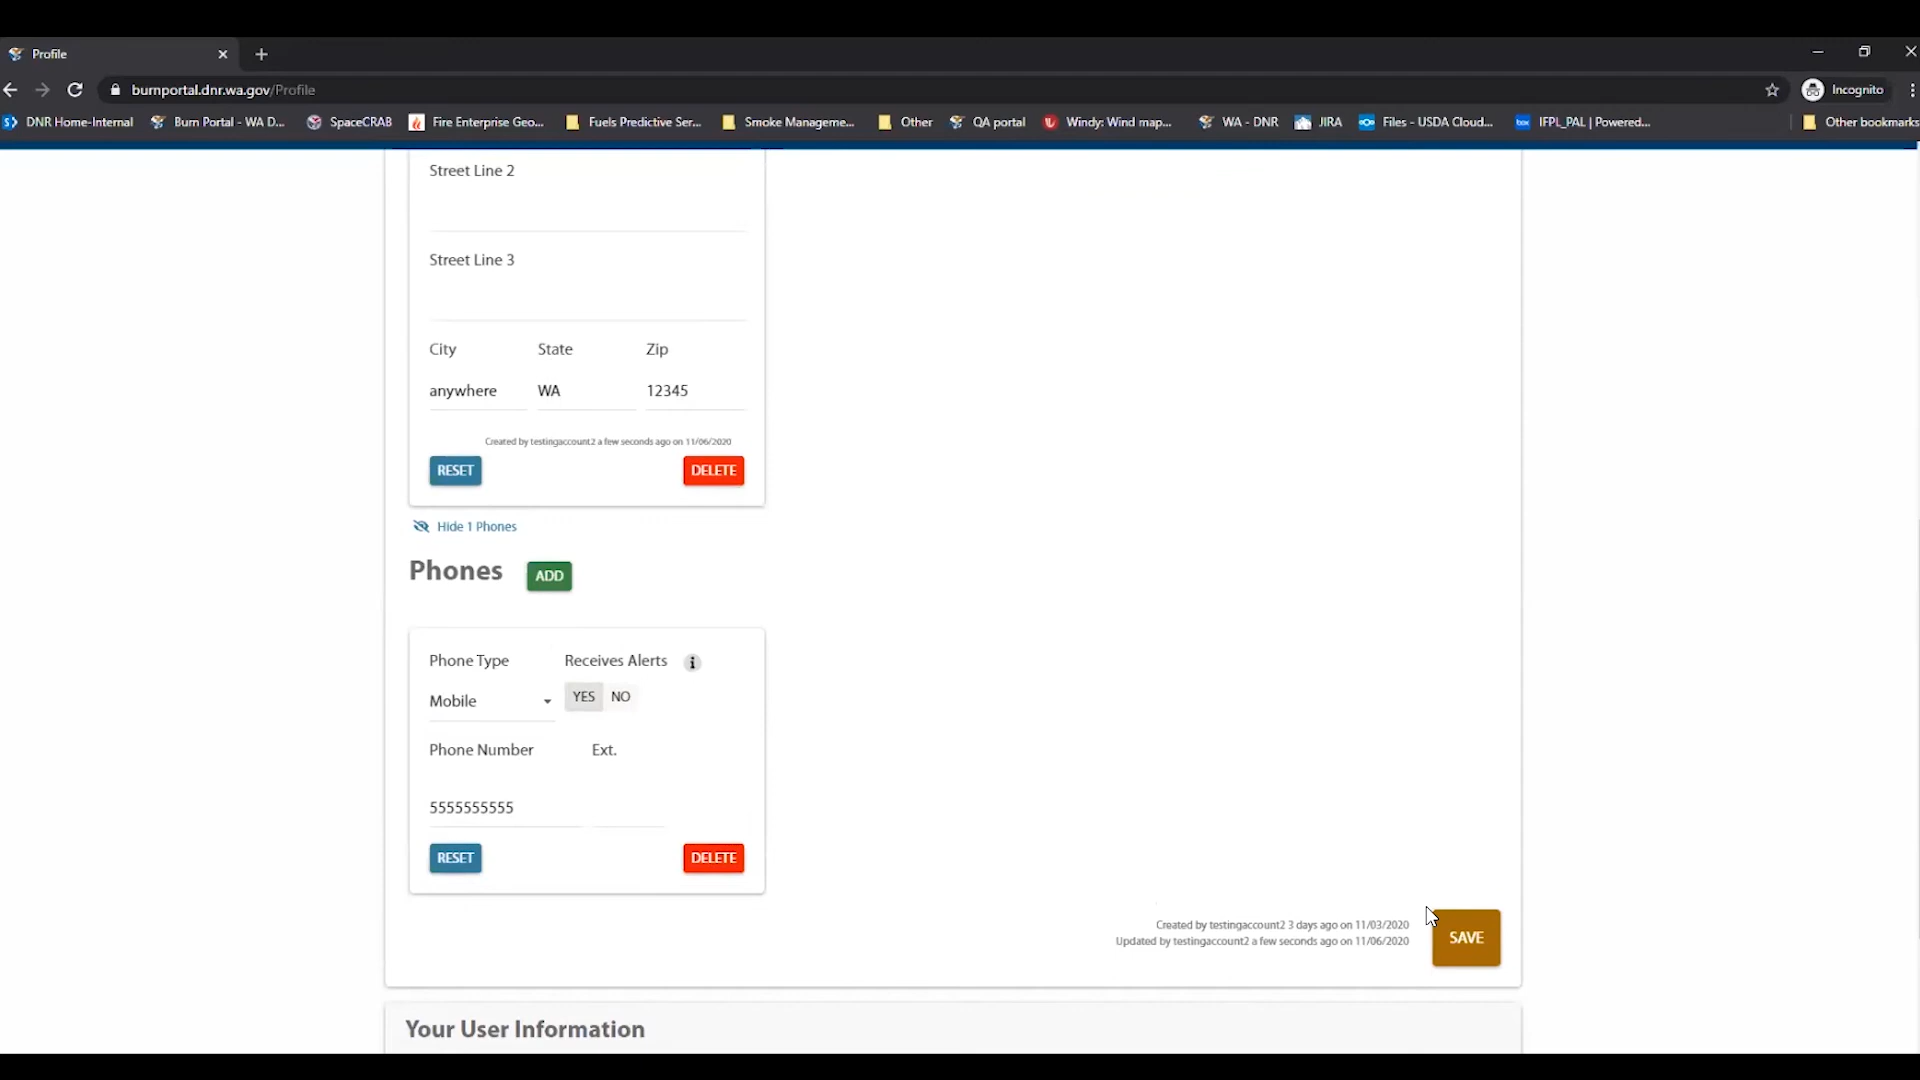 Profile
burnportal.dnr.wa.gov/Profile
Incognito
DNR Home-Internal Burn Portal - WA D... SpaceCRAB Fire Enterprise Geo... Fuels Predictive Ser... Smoke Manageme... Other QA portal Windy: Wind map... WA - DNR JIRA Files - USDA Cloud... IFPL_PAL | Powered... Other bookmarks
Street Line 2
Street Line 3
City State Zip
anywhere WA 12345
Created by testingaccount2 a few seconds ago on 11/06/2020
RESET DELETE
Hide 1 Phones
Phones ADD
Phone Type Receives Alerts
Mobile YES NO
Phone Number Ext.
5555555555
RESET DELETE
Created by testingaccount2 3 days ago on 11/03/2020
Updated by testingaccount2 a few seconds ago on 11/06/2020
SAVE
Your User Information